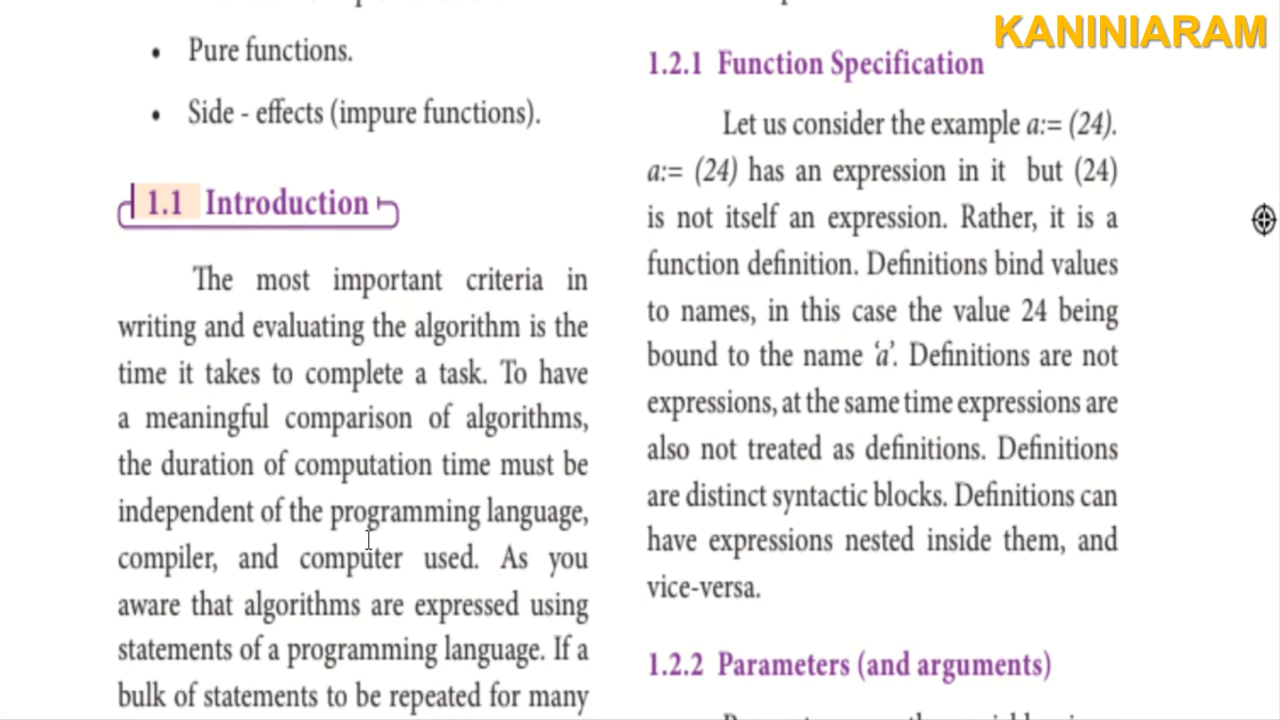 KANINIARAM
• Pure functions.
• Side - effects (impure functions).
1.1 Introduction
The most important criteria in
writing and evaluating the algorithm is the
time it takes to complete a task. To have
a meaningful comparison of algorithms,
the duration of computation time must be
independent of the programming language,
compiler, and computer used. As you
aware that algorithms are expressed using
statements of a programming language. If a
bulk of statements to be repeated for many
1.2.1 Function Specification
Let us consider the example a:= (24).
a:= (24) has an expression in it but (24)
is not itself an expression. Rather, it is a
function definition. Definitions bind values
to names, in this case the value 24 being
bound to the name ‘a’. Definitions are not
expressions, at the same time expressions are
also not treated as definitions. Definitions
are distinct syntactic blocks. Definitions can
have expressions nested inside them, and
vice-versa.
1.2.2 Parameters (and arguments)